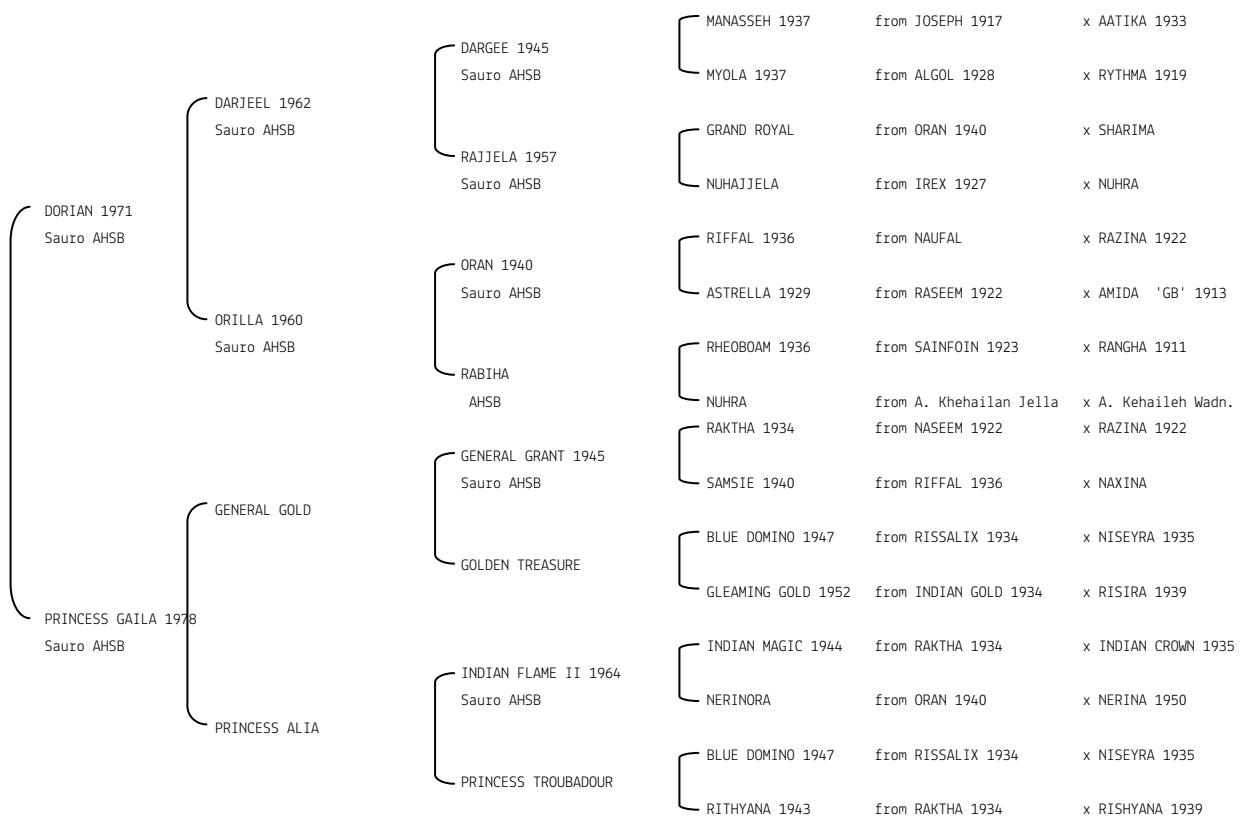 MANASSEH 1937 from JOSEPH 1917 x AATIKA 1933
DARGEE 1945
Sauro AHSB MYOLA 1937 from ALGOL 1928 x RYTHMA 1919
DARJEEL 1962
Sauro AHSB GRAND ROYAL from ORAN 1940 x SHARIMA
RAJJELA 1957
Sauro AHSB NUHAJJELA from IREX 1927 x NUHRA
DORIAN 1971
Sauro AHSB RIFFAL 1936 from NAUFAL x RAZINA 1922
ORAN 1940
Sauro AHSB ASTRELLA 1929 from RASEEM 1922 x AMIDA 'GB' 1913
ORILLA 1960
Sauro AHSB RHEOBOAM 1936 from SAINFOIN 1923 x RANGHA 1911
RABIHA
AHSB NUHRA from A. Khehailan Jella x A. Kehaileh Wadn.
RAKTHA 1934 from NASEEM 1922 x RAZINA 1922
GENERAL GRANT 1945
Sauro AHSB SAMSIE 1940 from RIFFAL 1936 x NAXINA
GENERAL GOLD
BLUE DOMINO 1947 from RISSALIX 1934 x NISEYRA 1935
GOLDEN TREASURE
GLEAMING GOLD 1952 from INDIAN GOLD 1934 x RISIRA 1939
PRINCESS GAILA 1978
Sauro AHSB INDIAN MAGIC 1944 from RAKTHA 1934 x INDIAN CROWN 1935
INDIAN FLAME II 1964
Sauro AHSB NERINORA from ORAN 1940 x NERINA 1950
PRINCESS ALIA
BLUE DOMINO 1947 from RISSALIX 1934 x NISEYRA 1935
PRINCESS TROUBADOUR
RITHYANA 1943 from RAKTHA 1934 x RISHYANA 1939